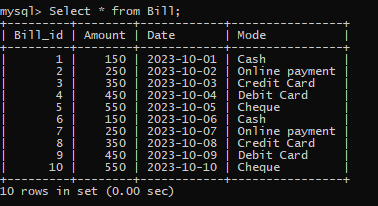 mysql> Select * from Bill;
+---------+--------+------------+----------------+
| Bill_id | Amount | Date       | Mode           |
+---------+--------+------------+----------------+
|       1 |    150 | 2023-10-01 | Cash           |
|       2 |    250 | 2023-10-02 | Online payment |
|       3 |    350 | 2023-10-03 | Credit Card    |
|       4 |    450 | 2023-10-04 | Debit Card     |
|       5 |    550 | 2023-10-05 | Cheque         |
|       6 |    150 | 2023-10-06 | Cash           |
|       7 |    250 | 2023-10-07 | Online payment |
|       8 |    350 | 2023-10-08 | Credit Card    |
|       9 |    450 | 2023-10-09 | Debit Card     |
|      10 |    550 | 2023-10-10 | Cheque         |
+---------+--------+------------+----------------+
10 rows in set (0.00 sec)